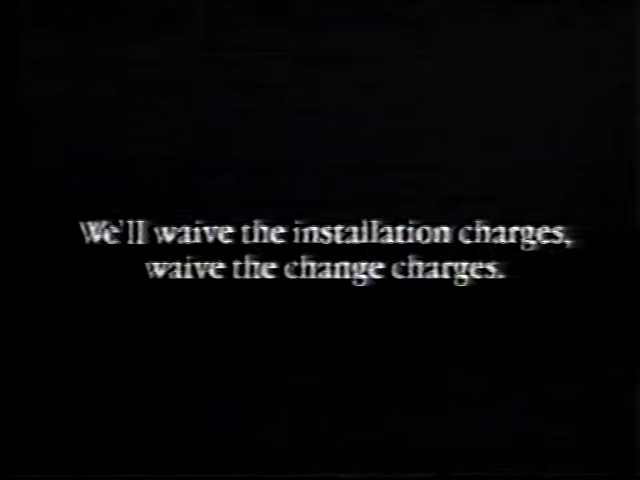 We'll waive the installation charges,
waive the change charges.